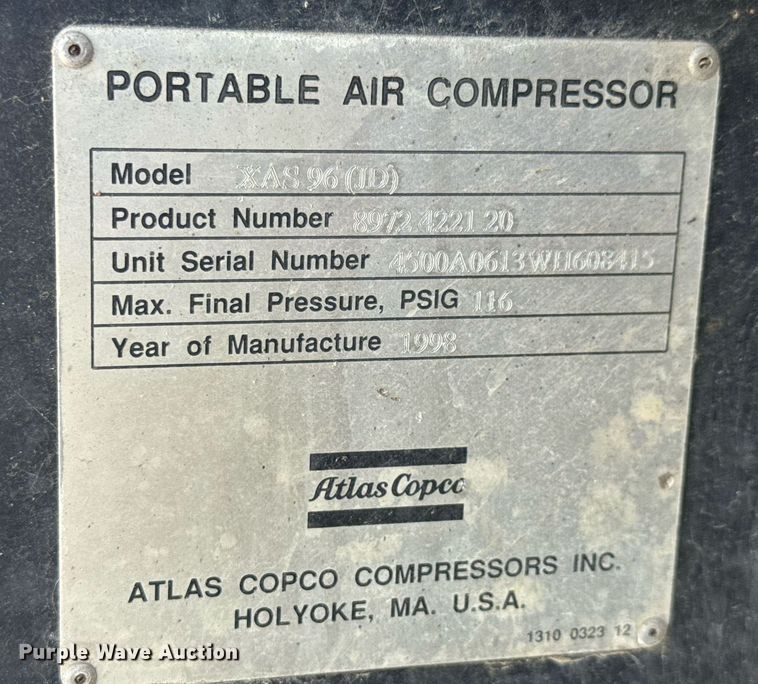 PORTABLE AIR COMPRESSOR
Model XAS 96 (JD)
Product Number 8972 4221 20
Unit Serial Number 4500A0613WH608415
Max. Final Pressure, PSIG 116
Year of Manufacture 1998
Atlas Copco
ATLAS COPCO COMPRESSORS INC.
HOLYOKE, MA. U.S.A.
1310 0323 12
Purple Wave Auction